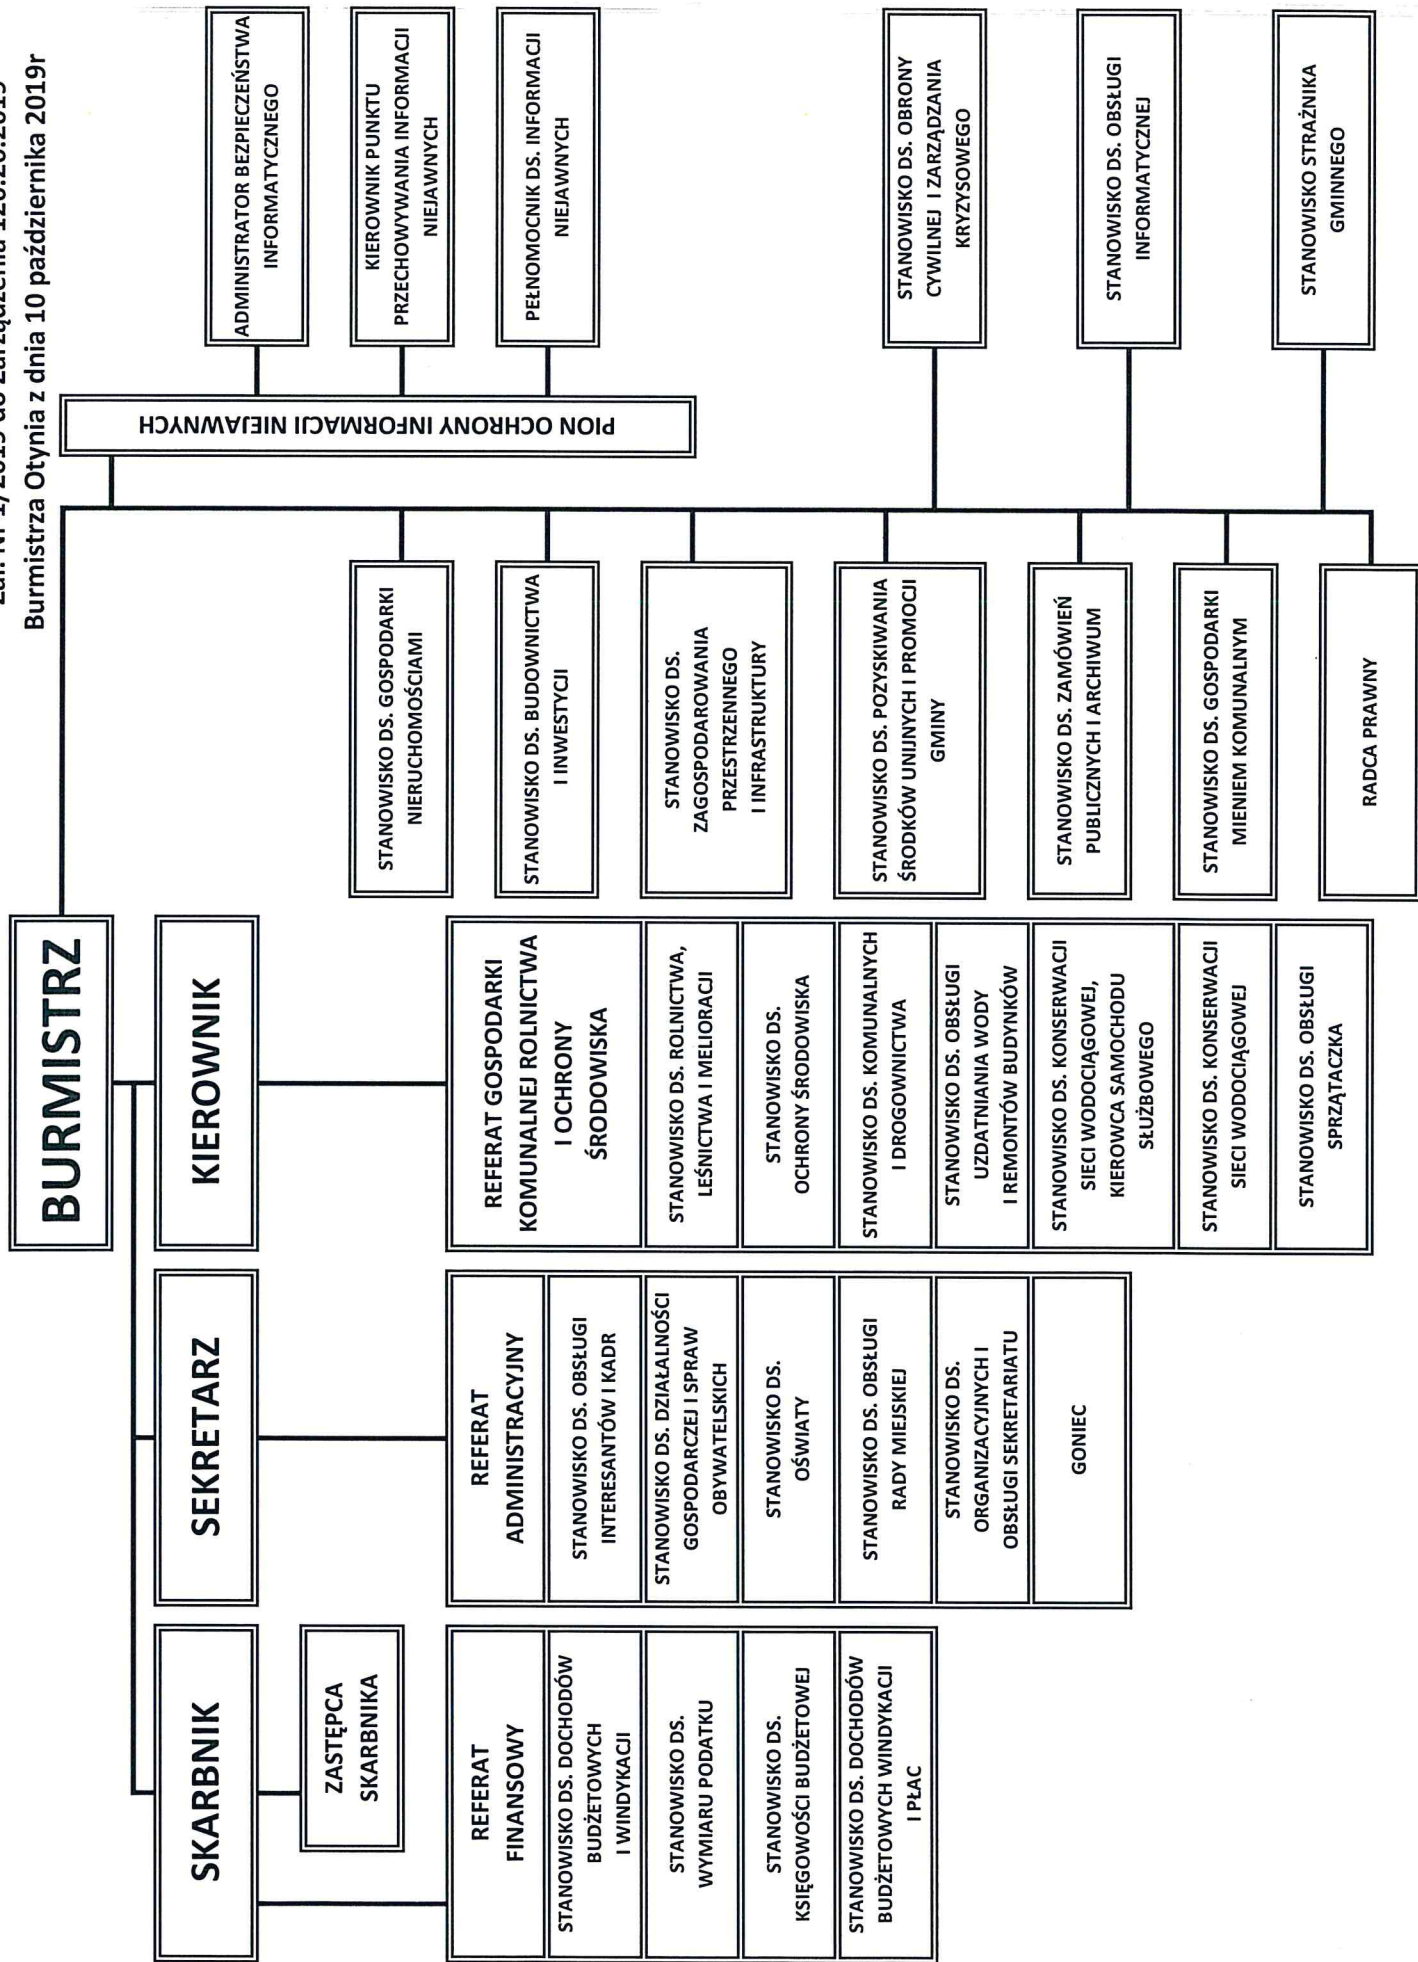 Burmistrza Otynia z dnia 10 października 2019r
BURMISTRZ
SKARBNIK
SEKRETARZ
KIEROWNIK
ZASTĘPCA
SKARBNIKA
REFERAT
FINANSOWY
STANOWISKO DS. DOCHODÓW
BUDŻETOWYCH
I WINDYKACJI
STANOWISKO DS.
WYMIARU PODATKU
STANOWISKO DS.
KSIĘGOWOŚCI BUDŻETOWEJ
STANOWISKO DS. DOCHODÓW
BUDŻETOWYCH WINDYKACJI
I PŁAC
REFERAT
ADMINISTRACYJNY
STANOWISKO DS. OBSŁUGI
INTERESANTÓW I KADR
STANOWISKO DS. DZIAŁALNOŚCI
GOSPODARCZEJ I SPRAW
OBYWATELSKICH
STANOWISKO DS.
OŚWIATY
STANOWISKO DS. OBSŁUGI
RADY MIEJSKIEJ
STANOWISKO DS.
ORGANIZACYJNYCH I
OBSŁUGI SEKRETARIATU
GONIEC
REFERAT GOSPODARKI
KOMUNALNEJ ROLNICTWA
I OCHRONY
ŚRODOWISKA
STANOWISKO DS. ROLNICTWA,
LEŚNICTWA I MELIORACJI
STANOWISKO DS.
OCHRONY ŚRODOWISKA
STANOWISKO DS. KOMUNALNYCH
I DROGOWNICTWA
STANOWISKO DS. OBSŁUGI
UZDATNIANIA WODY
I REMONTÓW BUDYNKÓW
STANOWISKO DS. KONSERWACJI
SIECI WODOCIĄGOWEJ,
KIEROWCA SAMOCHODU
SŁUŻBOWEGO
STANOWISKO DS. KONSERWACJI
SIECI WODOCIĄGOWEJ
STANOWISKO DS. OBSŁUGI
SPRZĄTACZKA
STANOWISKO DS. GOSPODARKI
NIERUCHOMOŚCIAMI
STANOWISKO DS. BUDOWNICTWA
I INWESTYCJI
STANOWISKO DS.
ZAGOSPODAROWANIA
PRZESTRZENNEGO
I INFRASTRUKTURY
STANOWISKO DS. POZYSKIWANIA
ŚRODKÓW UNIJNYCH I PROMOCJI
GMINY
STANOWISKO DS. ZAMÓWIEŃ
PUBLICZNYCH I ARCHIWUM
STANOWISKO DS. GOSPODARKI
MIENIEM KOMUNALNYM
RADCA PRAWNY
PION OCHRONY INFORMACJI NIEJAWNYCH
ADMINISTRATOR BEZPIECZEŃSTWA
INFORMATYCZNEGO
KIEROWNIK PUNKTU
PRZECHOWYWANIA INFORMACJI
NIEJAWNYCH
PEŁNOMOCNIK DS. INFORMACJI
NIEJAWNYCH
STANOWISKO DS. OBRONY
CYWILNEJ I ZARZĄDZANIA
KRYZYSOWEGO
STANOWISKO DS. OBSŁUGI
INFORMATYCZNEJ
STANOWISKO STRAŻNIKA
GMINNEGO